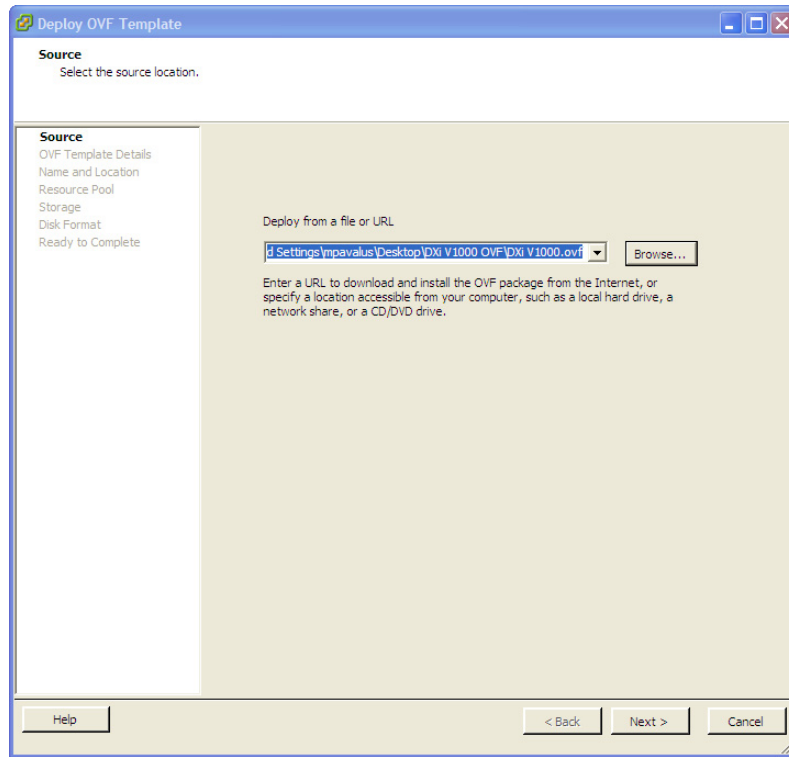 Deploy OVF Template
Source
Select the source location.
Source
OVF Template Details
Name and Location
Resource Pool
Storage
Disk Format
Ready to Complete
Deploy from a file or URL
d Settings\mpavalus\Desktop\DXi V1000 OVF\DXi V1000.ovf
Browse...
Enter a URL to download and install the OVF package from the Internet, or
specify a location accessible from your computer, such as a local hard drive, a
network share, or a CD/DVD drive.
Help
< Back
Next >
Cancel